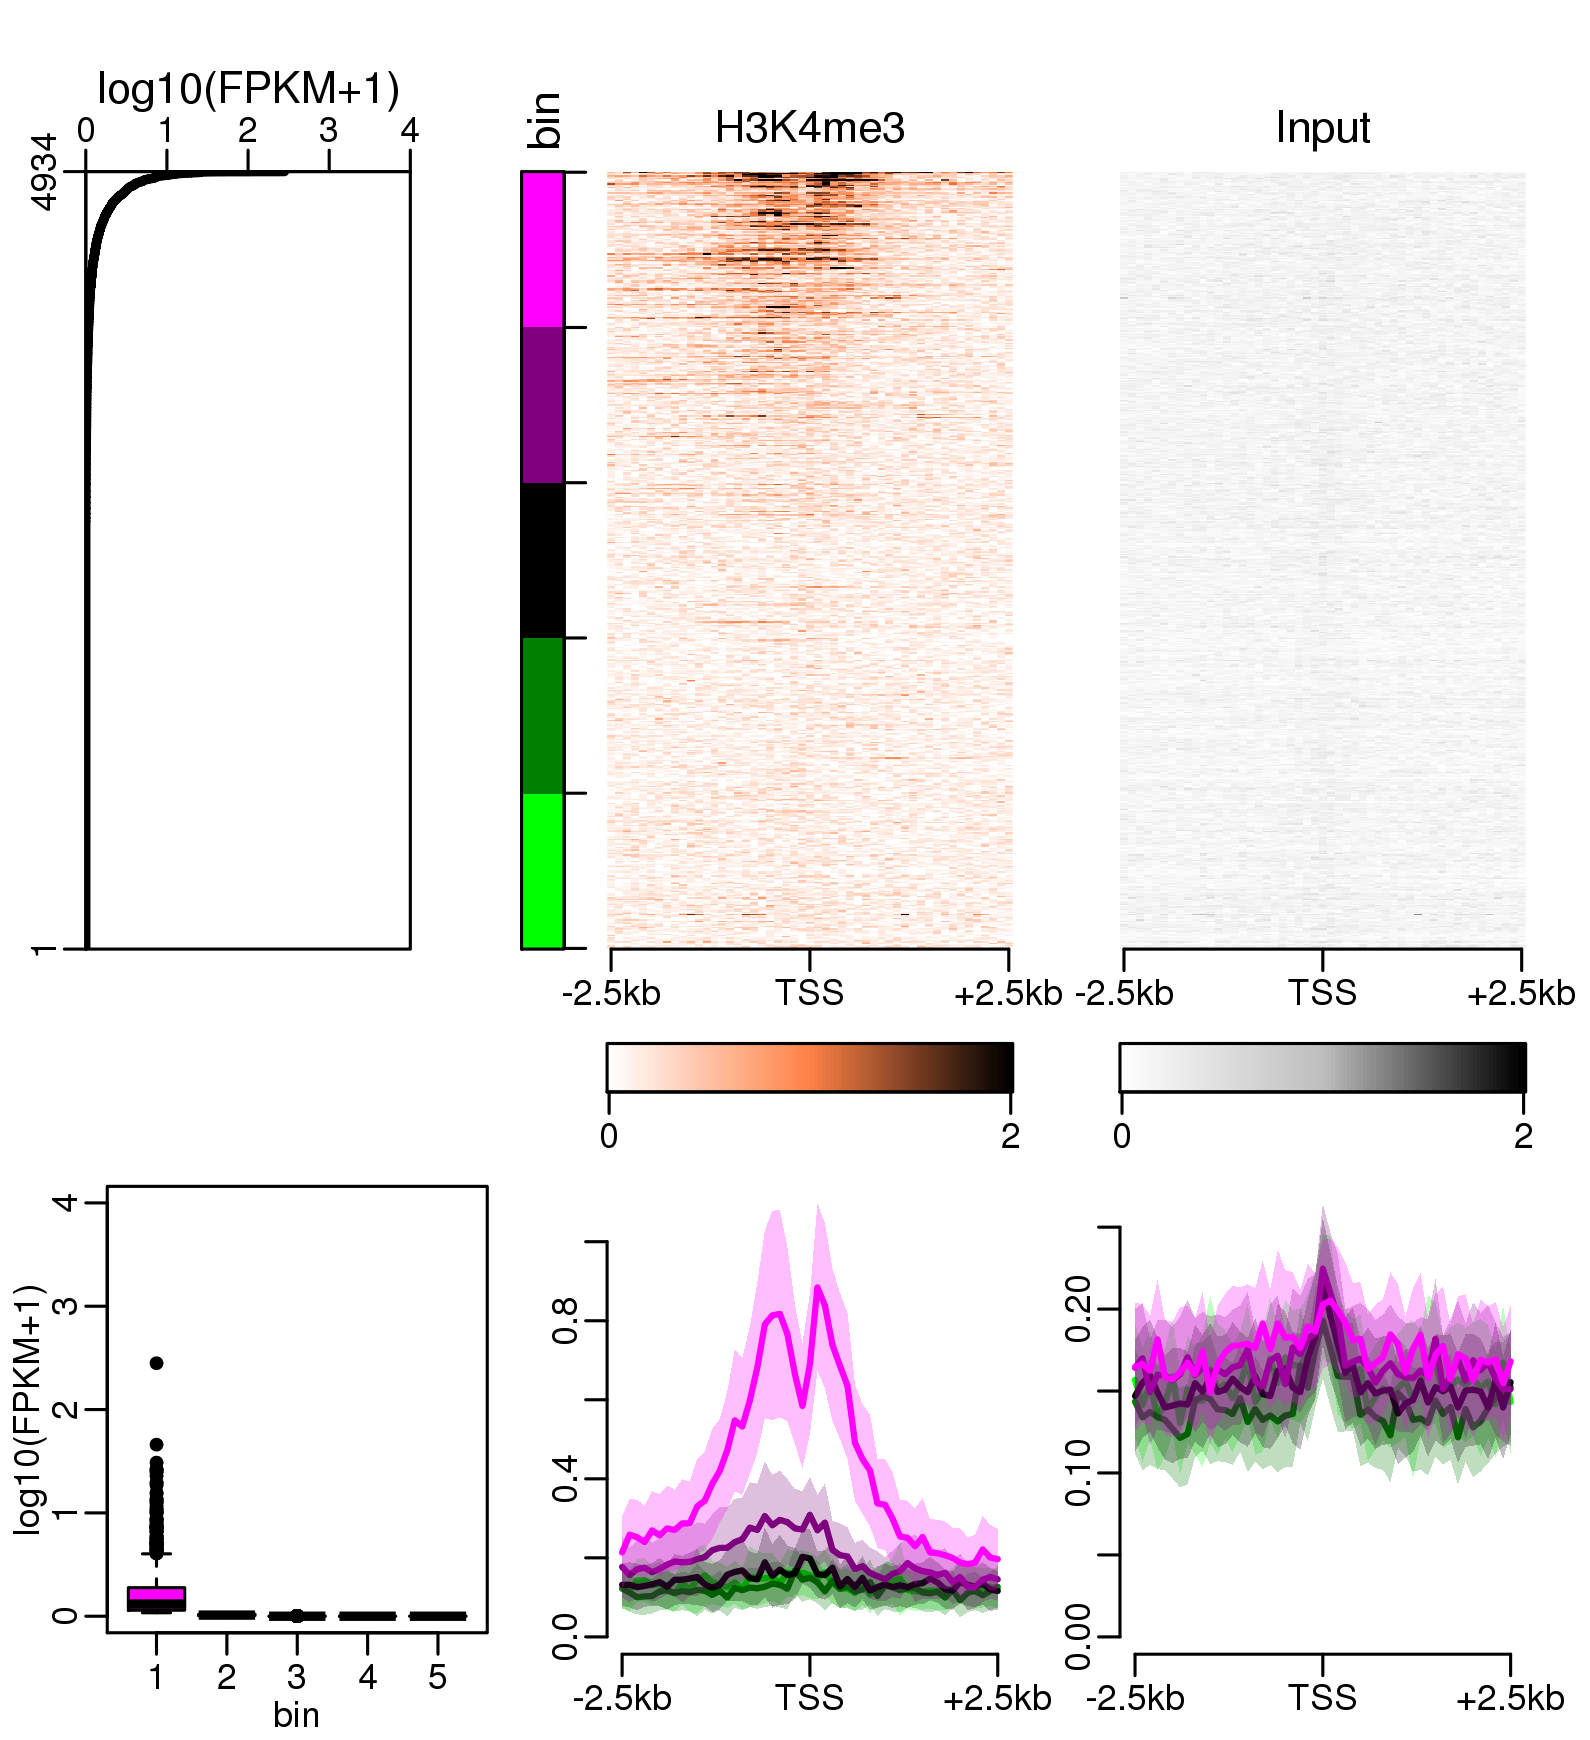 log10(FPKM+1)
0 1 2 3 4
4934
1
bin
H3K4me3
Input
-2.5kb TSS +2.5kb
-2.5kb TSS +2.5kb
0 2
0 2
log10(FPKM+1)
4
3
2
1
0
1 2 3 4 5
bin
0.8
0.4
0.0
-2.5kb TSS +2.5kb
0.20
0.10
0.00
-2.5kb TSS +2.5kb